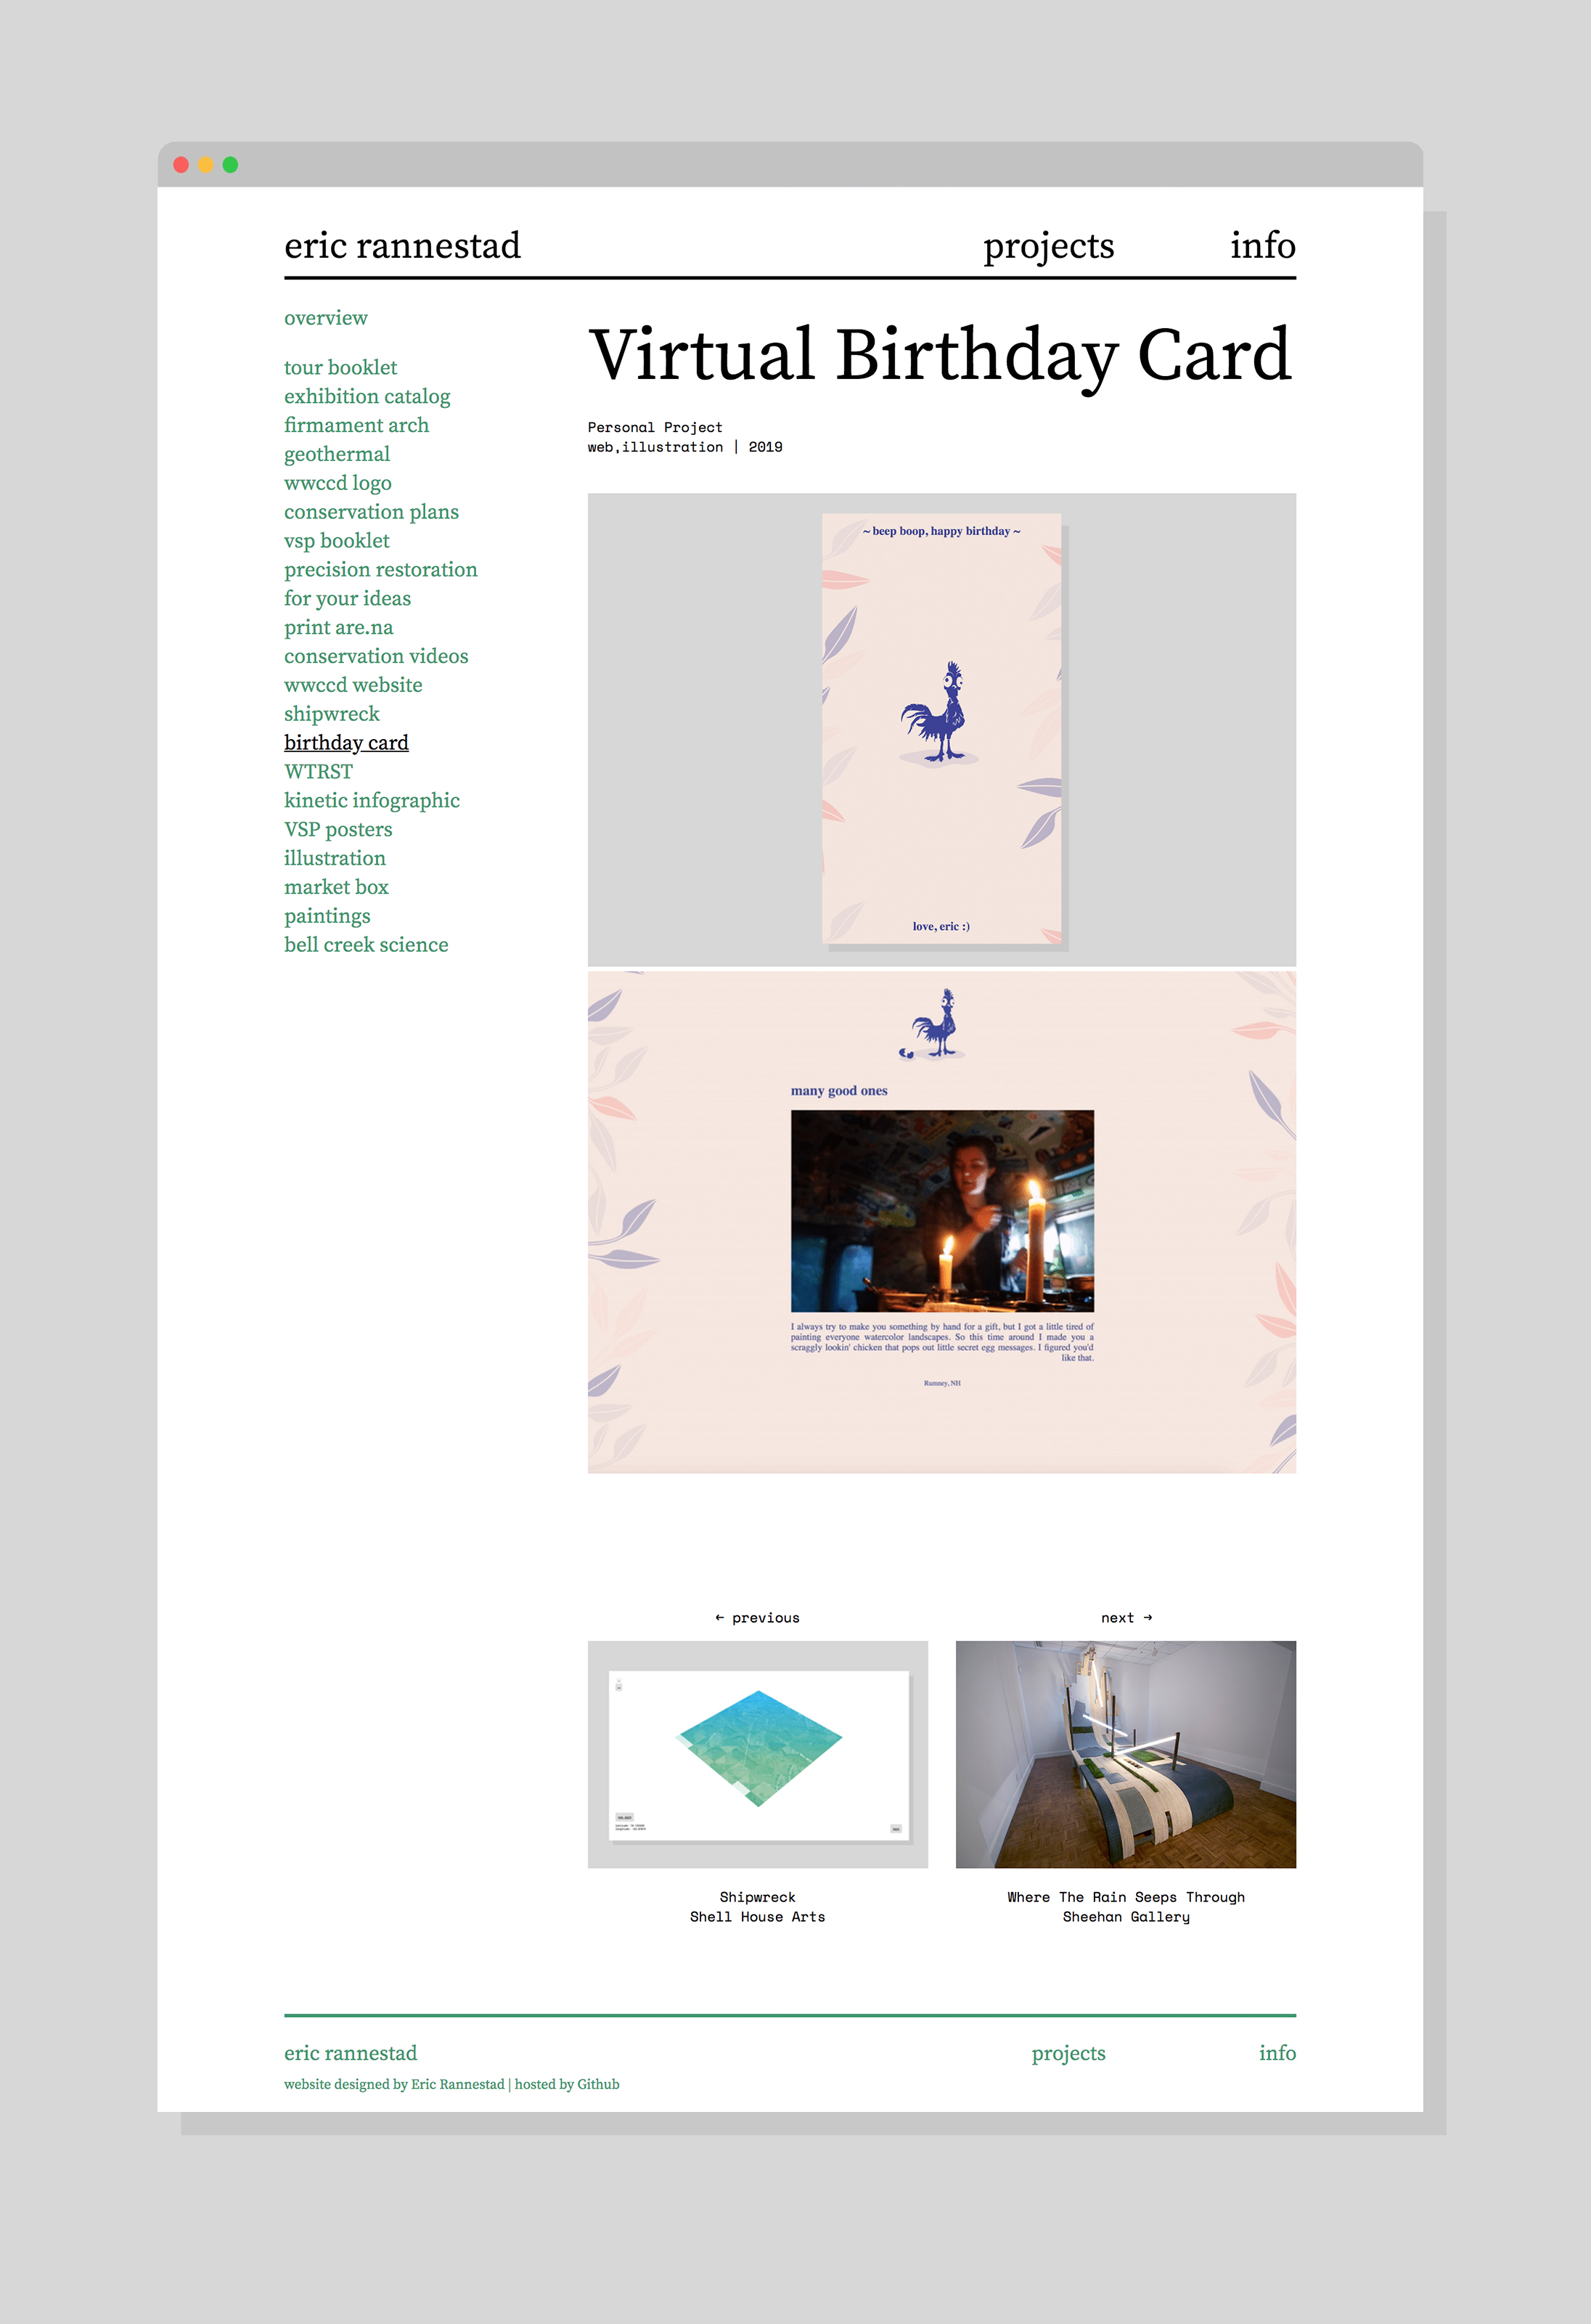 eric rannestad
projects
info
overview
tour booklet
exhibition catalog
firmament arch
geothermal
wwccd logo
conservation plans
vsp booklet
precision restoration
for your ideas
print are.na
conservation videos
wwccd website
shipwreck
birthday card
WTRST
kinetic infographic
VSP posters
illustration
market box
paintings
bell creek science
Virtual Birthday Card
Personal Project
web,illustration | 2019
~ beep boop, happy birthday ~
love, eric :)
many good ones
I always try to make you something by hand for a gift, but I got a little tired of
painting everyone watercolor landscapes. So this time around I made you a
scraggly lookin' chicken that pops out little secret egg messages. I figured you'd
like that.
Rumney, NH
← previous
next →
Shipwreck
Shell House Arts
Where The Rain Seeps Through
Sheehan Gallery
eric rannestad
projects
info
website designed by Eric Rannestad | hosted by Github